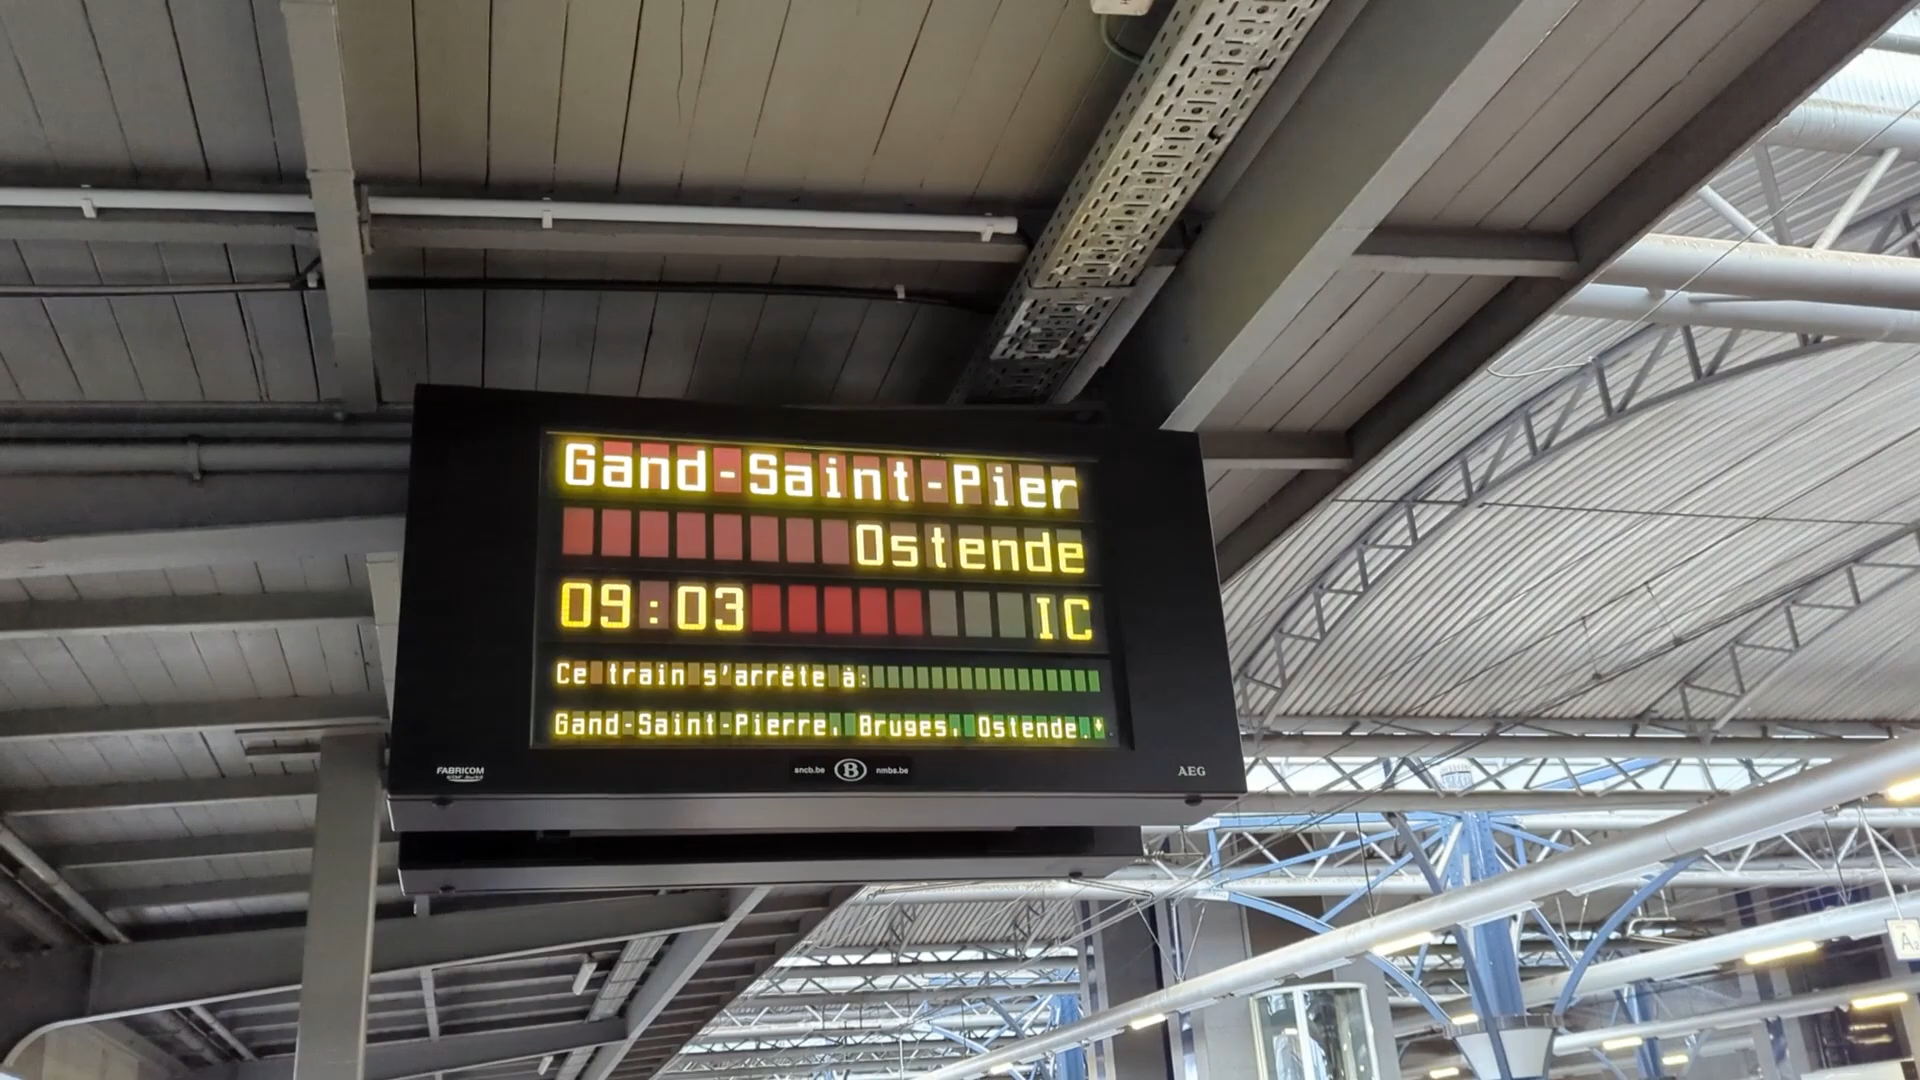 Gand-Saint-Pier
Ostende
09:03 IC
Ce train s'arrête à:
Gand-Saint-Pierre, Bruges, Ostende.
FABRICOM
sncb.be B nmbs.be
AEG
A